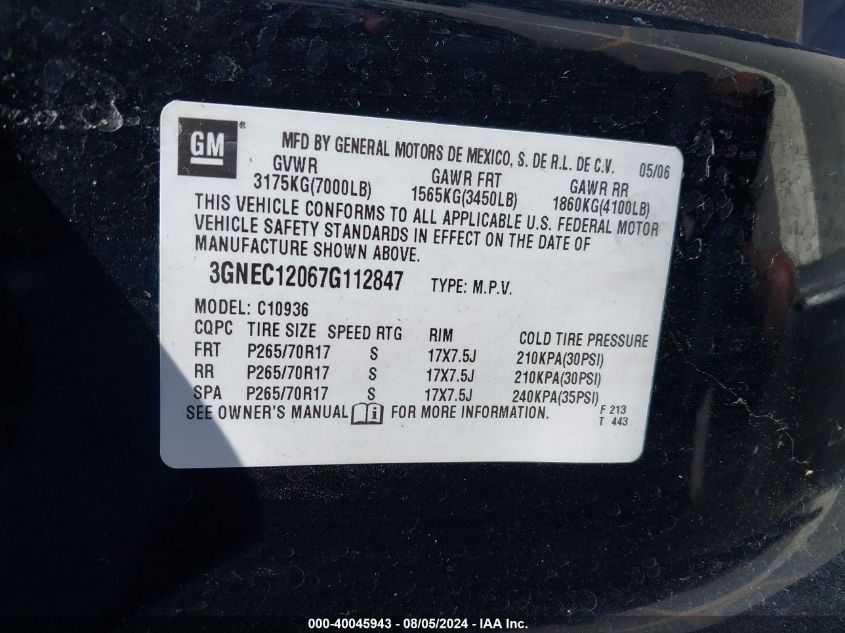 GM®
MFD BY GENERAL MOTORS DE MEXICO, S. DE R.L. DE C.V. 05/06
GVWR GAWR FRT GAWR RR
3175KG(7000LB) 1565KG(3450LB) 1860KG(4100LB)
THIS VEHICLE CONFORMS TO ALL APPLICABLE U.S. FEDERAL MOTOR
VEHICLE SAFETY STANDARDS IN EFFECT ON THE DATE OF
MANUFACTURE SHOWN ABOVE.
3GNEC12067G112847 TYPE: M.P.V.
MODEL: C10936
CQPC TIRE SIZE SPEED RTG RIM COLD TIRE PRESSURE
FRT P265/70R17 S 17X7.5J 210KPA(30PSI)
RR P265/70R17 S 17X7.5J 210KPA(30PSI)
SPA P265/70R17 S 17X7.5J 240KPA(35PSI)
SEE OWNER'S MANUAL i FOR MORE INFORMATION.
F 213
T 443
000-40045943 - 08/05/2024 - IAA Inc.